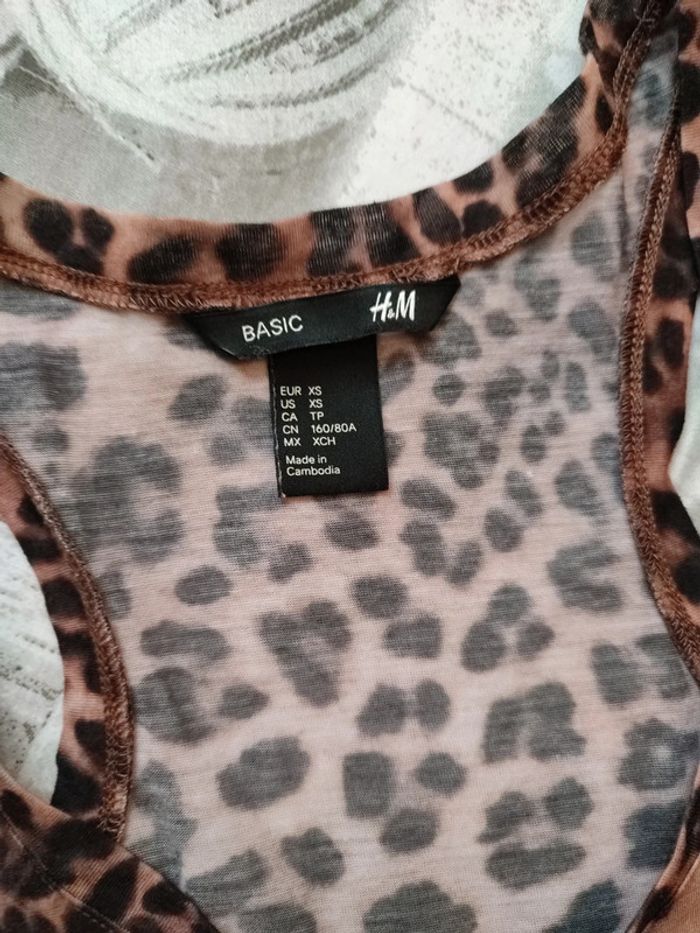 BASIC H&M
EUR XS
US XS
CA TP
CN 160/80A
MX XCH
Made in
Cambodia